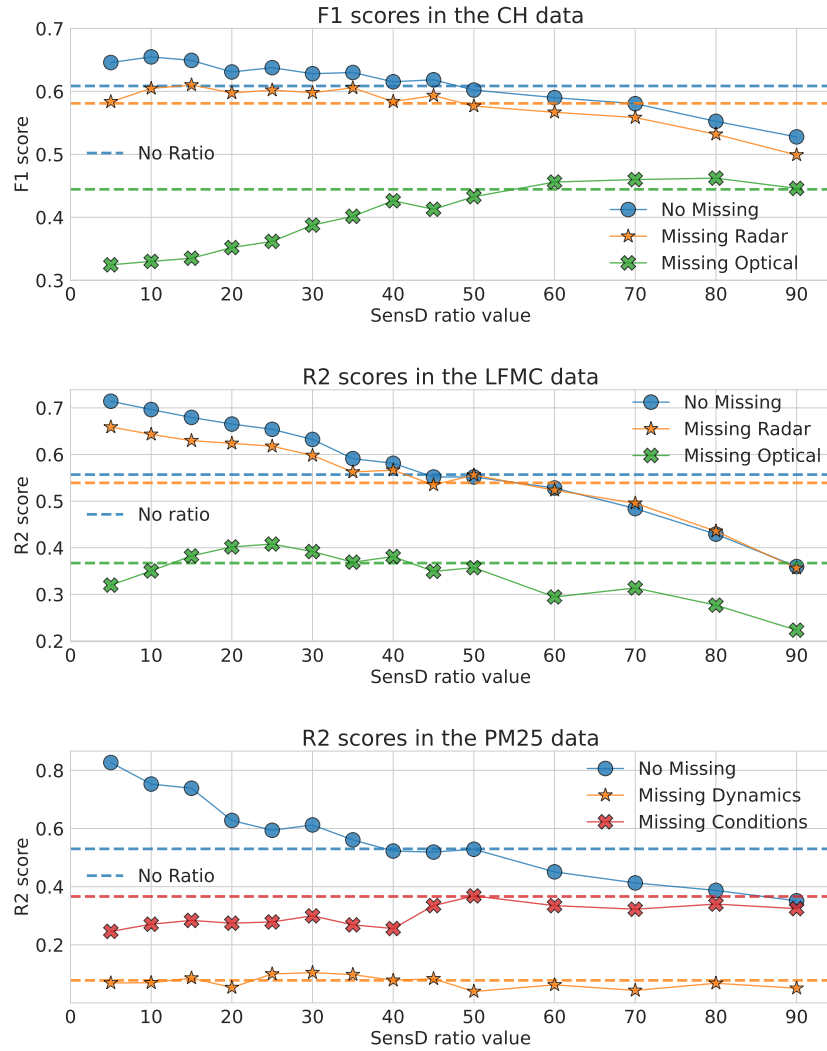 F1 scores in the CH data
0.7
0.6
0.5
0.4
0.3
F1 score
No Ratio
No Missing
Missing Radar
Missing Optical
0 10 20 30 40 50 60 70 80 90
SensD ratio value
R2 scores in the LFMC data
0.7
0.6
0.5
0.4
0.3
0.2
R2 score
No Missing
Missing Radar
Missing Optical
No ratio
0 10 20 30 40 50 60 70 80 90
SensD ratio value
R2 scores in the PM25 data
0.8
0.6
0.4
0.2
R2 score
No Missing
Missing Dynamics
Missing Conditions
No Ratio
0 10 20 30 40 50 60 70 80 90
SensD ratio value